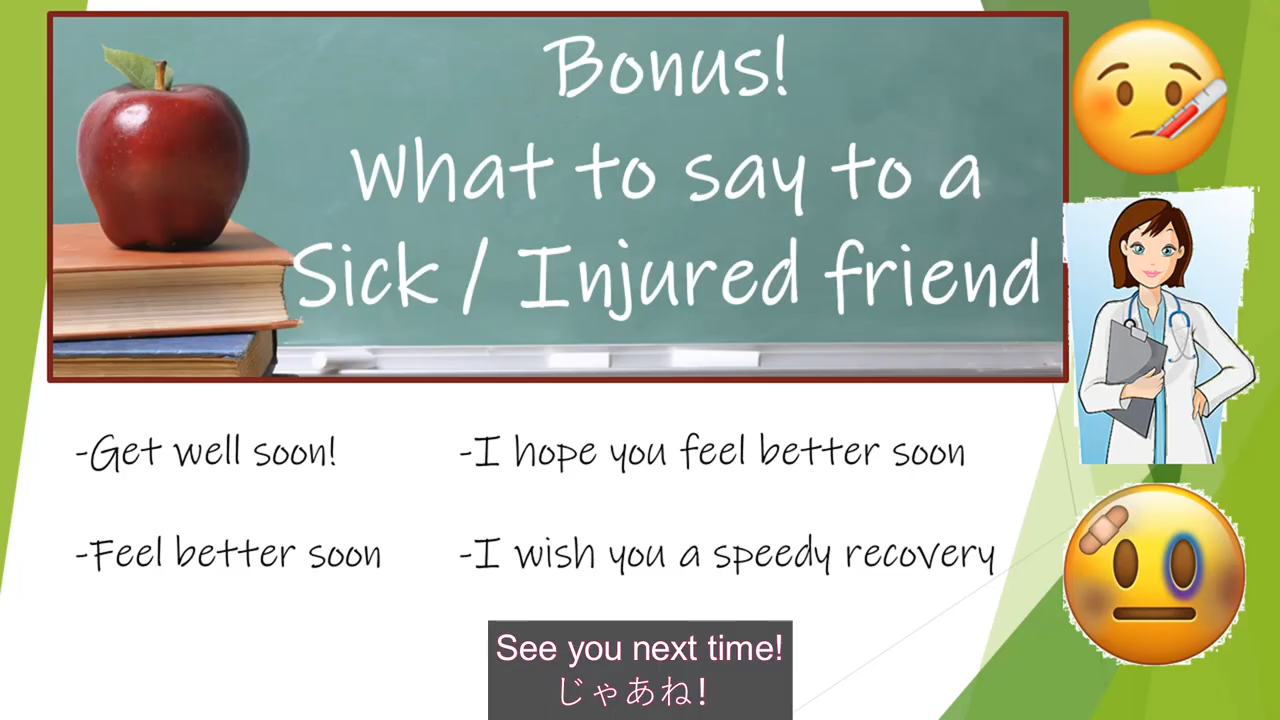 Bonus!
What to say to a
Sick / Injured friend
-Get well soon!
-I hope you feel better soon
-Feel better soon
-I wish you a speedy recovery
See you next time!
じゃあね!